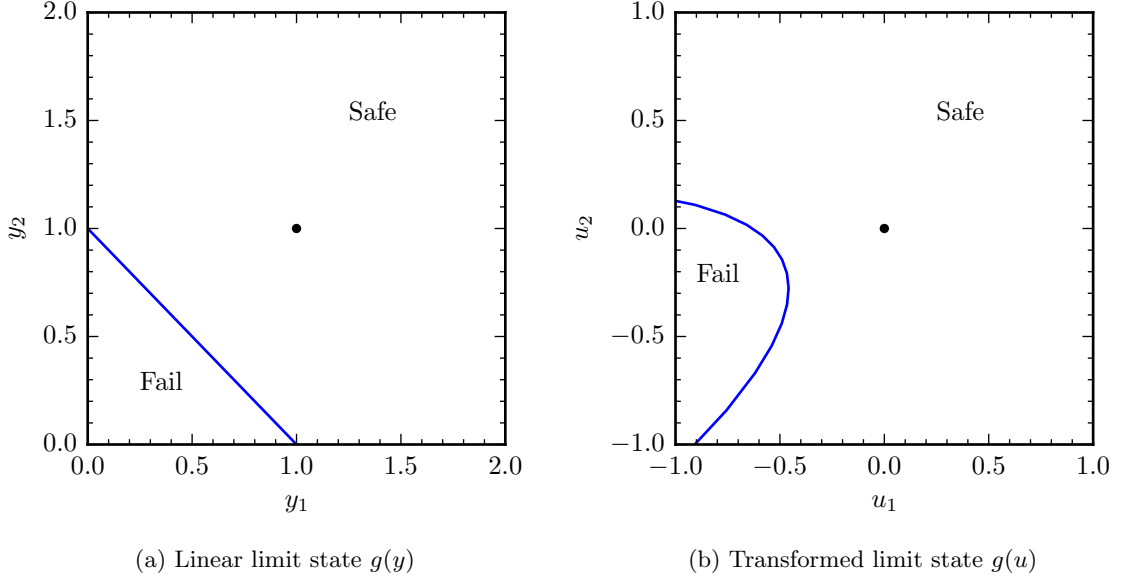 2.0
1.5
1.0
0.5
0.0
y₂
Safe
Fail
0.0 0.5 1.0 1.5 2.0
y₁
(a) Linear limit state g(y)
1.0
0.5
0.0
−0.5
−1.0
u₂
Safe
Fail
−1.0 −0.5 0.0 0.5 1.0
u₁
(b) Transformed limit state g(u)